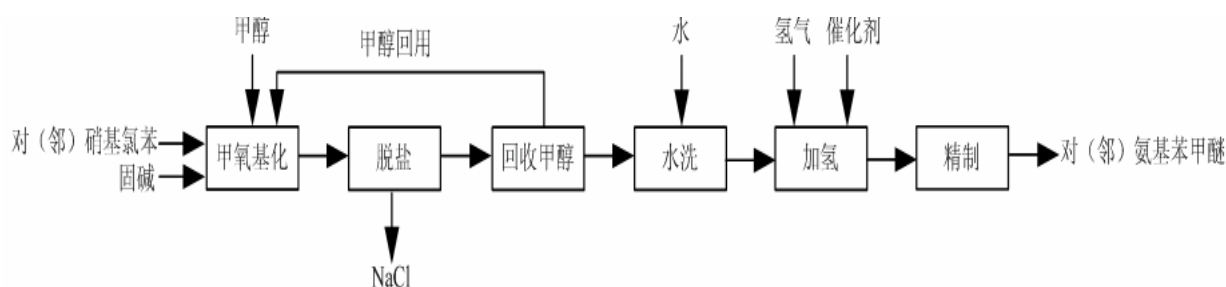 甲醇
甲醇回用
水
氢气
催化剂
对（邻）硝基氯苯
固碱
甲氧基化
脱盐
回收甲醇
水洗
加氢
精制
对（邻）氨基苯甲醚
NaCl